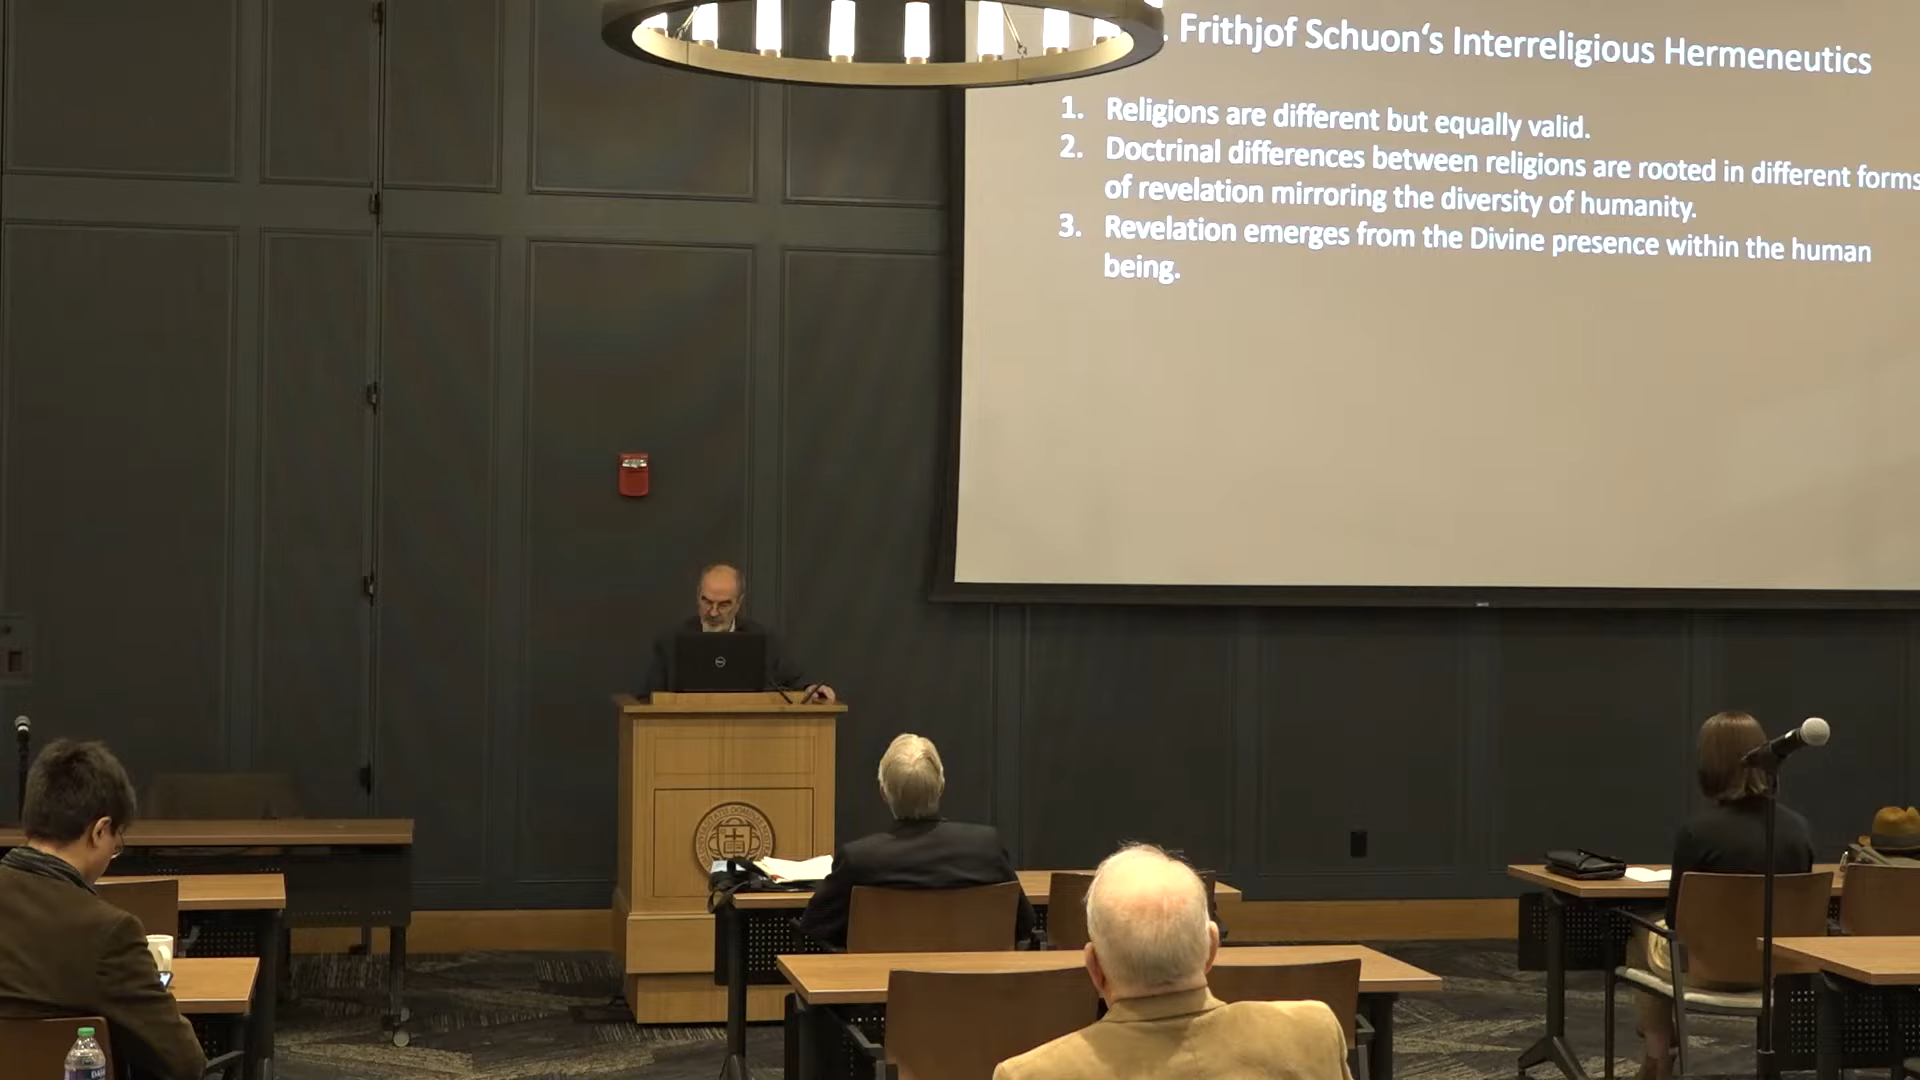 . Frithjof Schuon‘s Interreligious Hermeneutics
1. Religions are different but equally valid.
2. Doctrinal differences between religions are rooted in different forms
of revelation mirroring the diversity of humanity.
3. Revelation emerges from the Divine presence within the human
being.
DELL